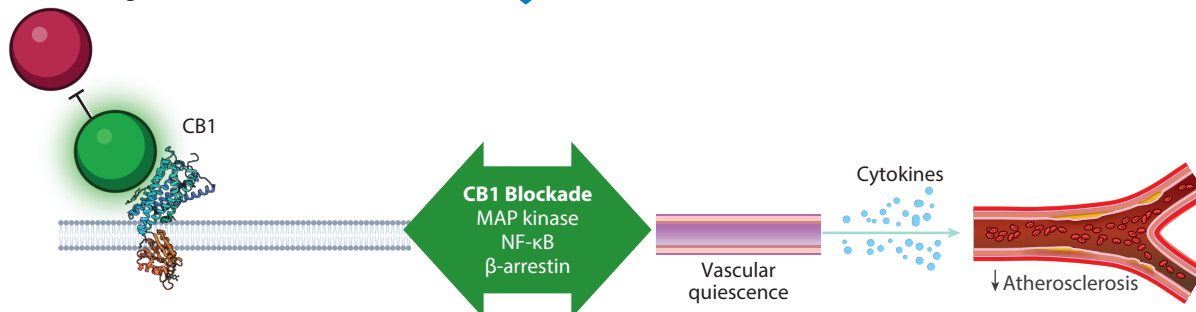 CB1
CB1 Blockade
MAP kinase
NF-κB
β-arrestin
Vascular
quiescence
Cytokines
↓ Atherosclerosis